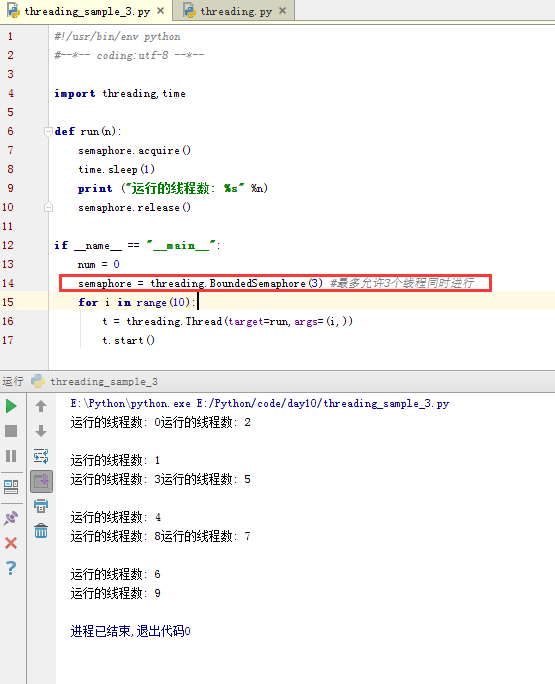 threading_sample_3.py × threading.py ×
1 #!/usr/bin/env python
2 #--*-- coding:utf-8 --*--
3
4 import threading,time
5
6 def run(n):
7 semaphore.acquire()
8 time.sleep(1)
9 print ("运行的线程数: %s" %n)
10 semaphore.release()
11
12 if __name__ == "__main__":
13 num = 0
14 semaphore = threading.BoundedSemaphore(3) #最多允许3个线程同时进行
15 for i in range(10):
16 t = threading.Thread(target=run,args=(i,))
17 t.start()
运行 threading_sample_3
E:\Python\python.exe E:/Python/code/day10/threading_sample_3.py
运行的线程数: 0运行的线程数: 2
运行的线程数: 1
运行的线程数: 3运行的线程数: 5
运行的线程数: 4
运行的线程数: 8运行的线程数: 7
运行的线程数: 6
运行的线程数: 9
进程已结束,退出代码0